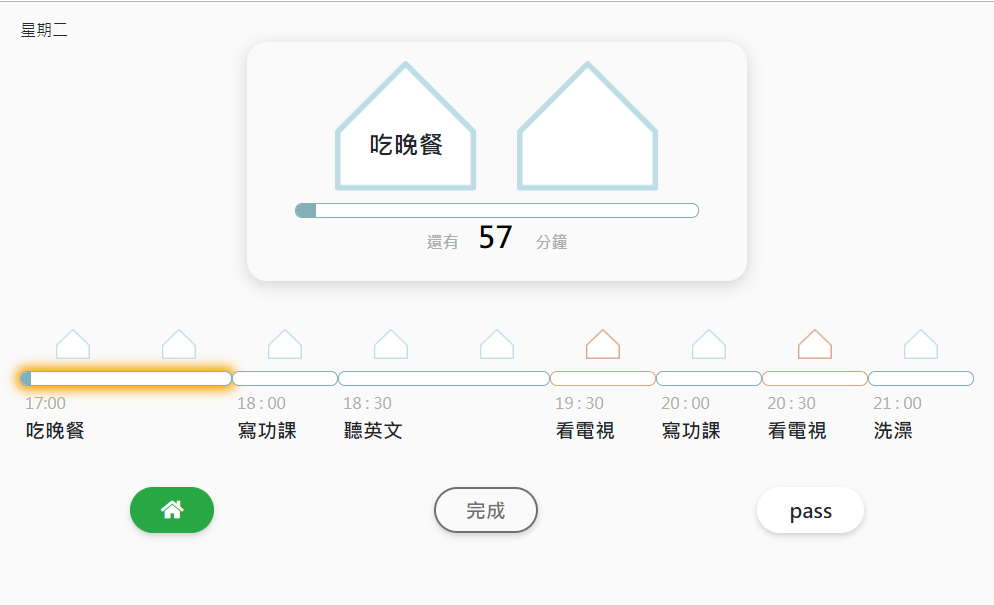 星期二
吃晚餐
還有 57 分鐘
17:00 18 : 00 18 : 30 19 : 30 20 : 00 20 : 30 21 : 00
吃晚餐 寫功課 聽英文 看電視 寫功課 看電視 洗澡
完成 pass